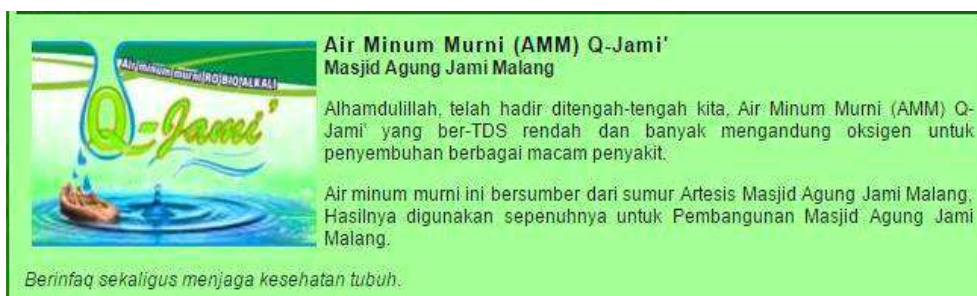 Air Minum Murni (AMM) Q-Jami'
Masjid Agung Jami Malang
Air minum murni RO BIO ALKALI
Q-Jami'
Alhamdulillah, telah hadir ditengah-tengah kita, Air Minum Murni (AMM) Q-
Jami' yang ber-TDS rendah dan banyak mengandung oksigen untuk
penyembuhan berbagai macam penyakit.
Air minum murni ini bersumber dari sumur Artesis Masjid Agung Jami Malang.
Hasilnya digunakan sepenuhnya untuk Pembangunan Masjid Agung Jami
Malang.
Berinfaq sekaligus menjaga kesehatan tubuh.